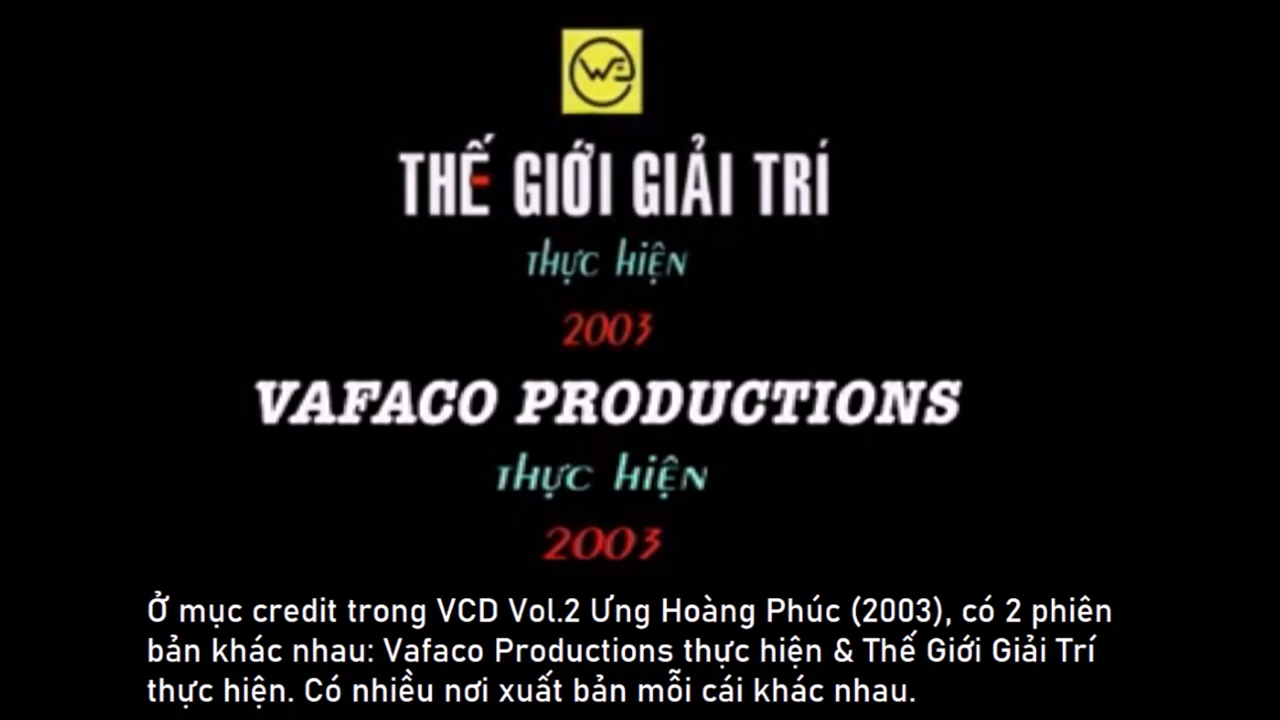 WE
THẾ GIỚI GIẢI TRÍ
thực hiện
2003
VAFACO PRODUCTIONS
thực hiện
2003
Ở mục credit trong VCD Vol.2 Ưng Hoàng Phúc (2003), có 2 phiên
bản khác nhau: Vafaco Productions thực hiện & Thế Giới Giải Trí
thực hiện. Có nhiều nơi xuất bản mỗi cái khác nhau.